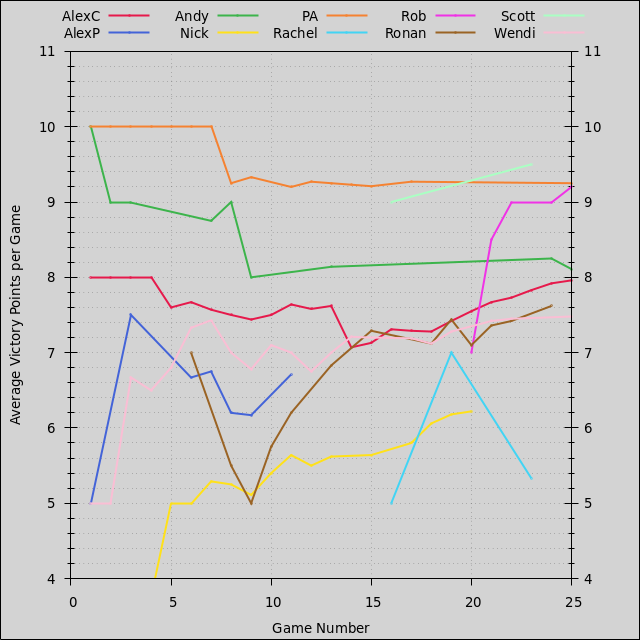 AlexC Andy PA Rob Scott
AlexP Nick Rachel Ronan Wendi
11 11
10 10
9 9
8 8
7 7
6 6
5 5
4 4
0 5 10 15 20 25
Average Victory Points per Game
Game Number